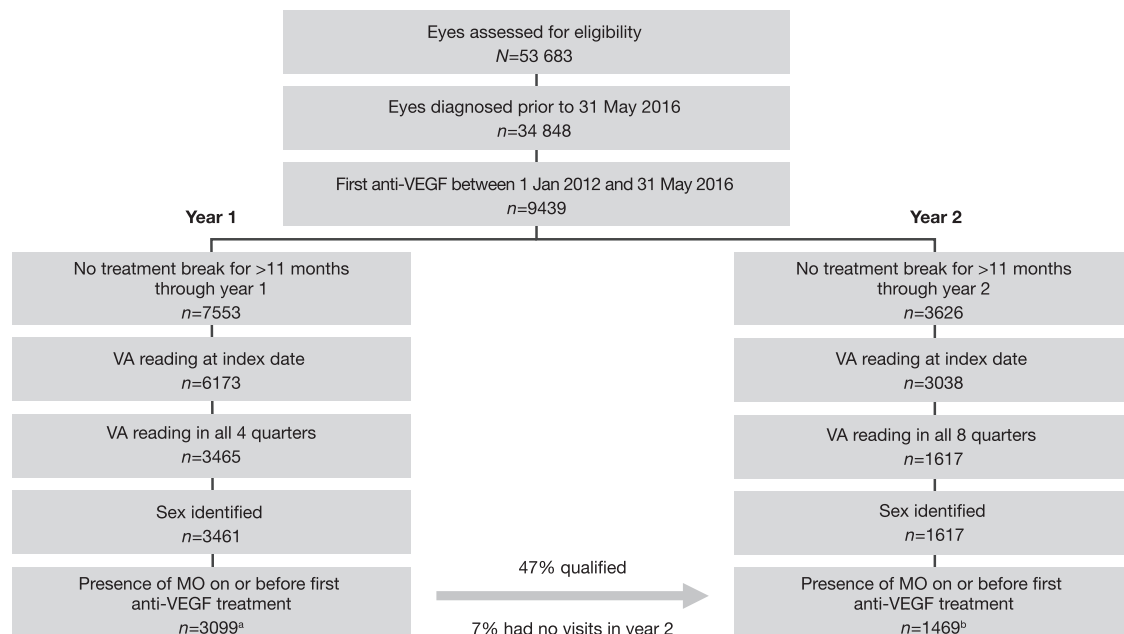 Eyes assessed for eligibility
N=53 683
Eyes diagnosed prior to 31 May 2016
n=34 848
First anti-VEGF between 1 Jan 2012 and 31 May 2016
n=9439
Year 1
No treatment break for >11 months
through year 1
n=7553
VA reading at index date
n=6173
VA reading in all 4 quarters
n=3465
Sex identified
n=3461
Presence of MO on or before first
anti-VEGF treatment
n=3099ᵃ
47% qualified
7% had no visits in year 2
Year 2
No treatment break for >11 months
through year 2
n=3626
VA reading at index date
n=3038
VA reading in all 8 quarters
n=1617
Sex identified
n=1617
Presence of MO on or before first
anti-VEGF treatment
n=1469ᵇ